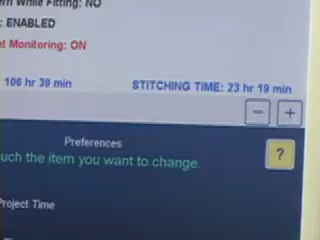 rn While Fitting: NO
: ENABLED
t Monitoring: ON
106 hr 39 min STITCHING TIME: 23 hr 19 min
− +
Preferences
uch the item you want to change.
?
Project Time